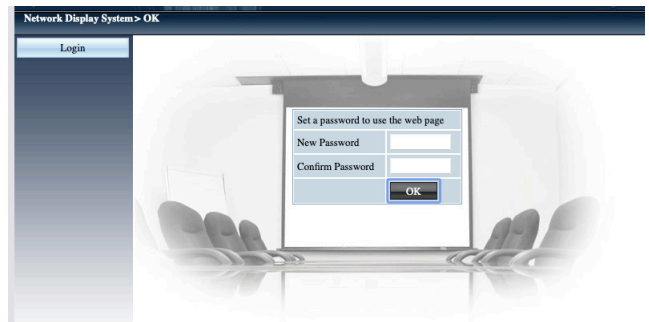 Network Display System > OK
Login
Set a password to use the web page
New Password
Confirm Password
OK